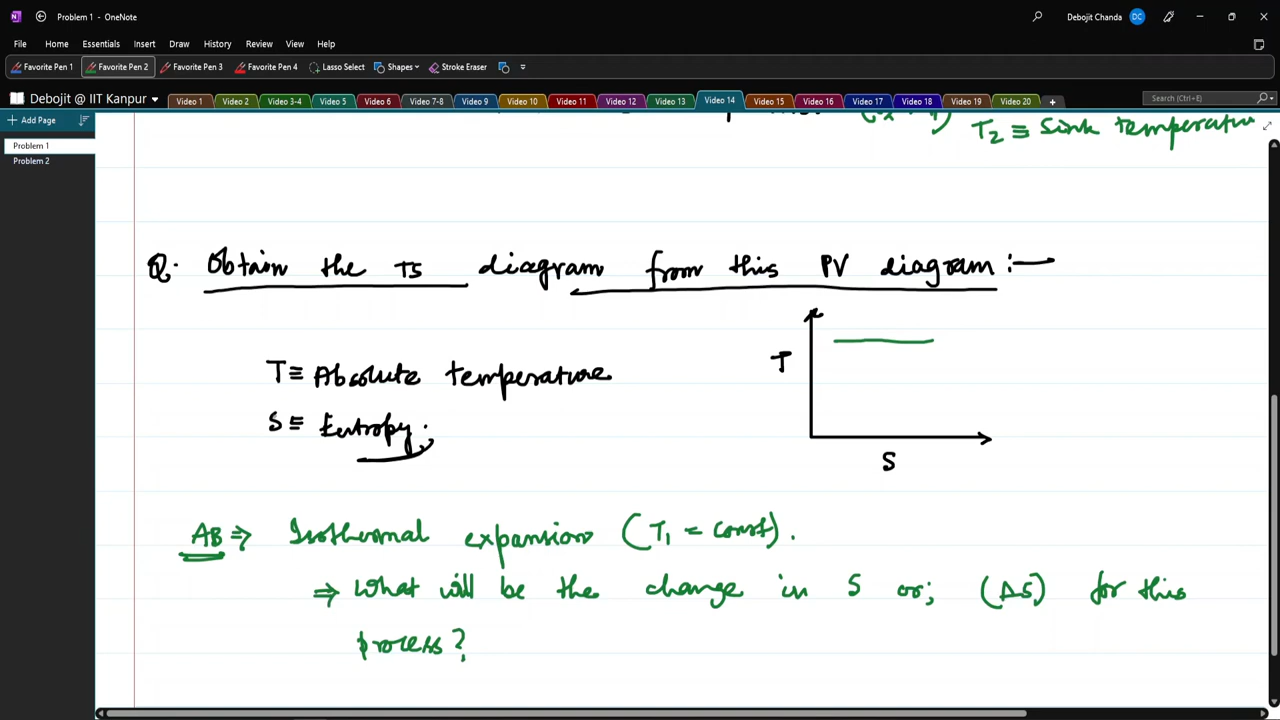 Problem 1 - OneNote
Debojit Chanda DC
File Home Essentials Insert Draw History Review View Help
Favorite Pen 1 Favorite Pen 2 Favorite Pen 3 Favorite Pen 4 Lasso Select Shapes Stroke Eraser
Debojit @ IIT Kanpur Video 1 Video 2 Video 3-4 Video 5 Video 6 Video 7-8 Video 9 Video 10 Video 11 Video 12 Video 13 Video 14 Video 15 Video 16 Video 17 Video 18 Video 19 Video 20 + Search (Ctrl+E)
+ Add Page
Problem 1
Problem 2
T₂ ≡ Sink temperature
Q. Obtain the TS diagram from this PV diagram :—
T≡ Absolute temperature
S≡ Entropy.
T
S
AB ⇒ Isothermal expansion (T₁ = const).
⇒ What will be the change in S or; (ΔS) for this
process?